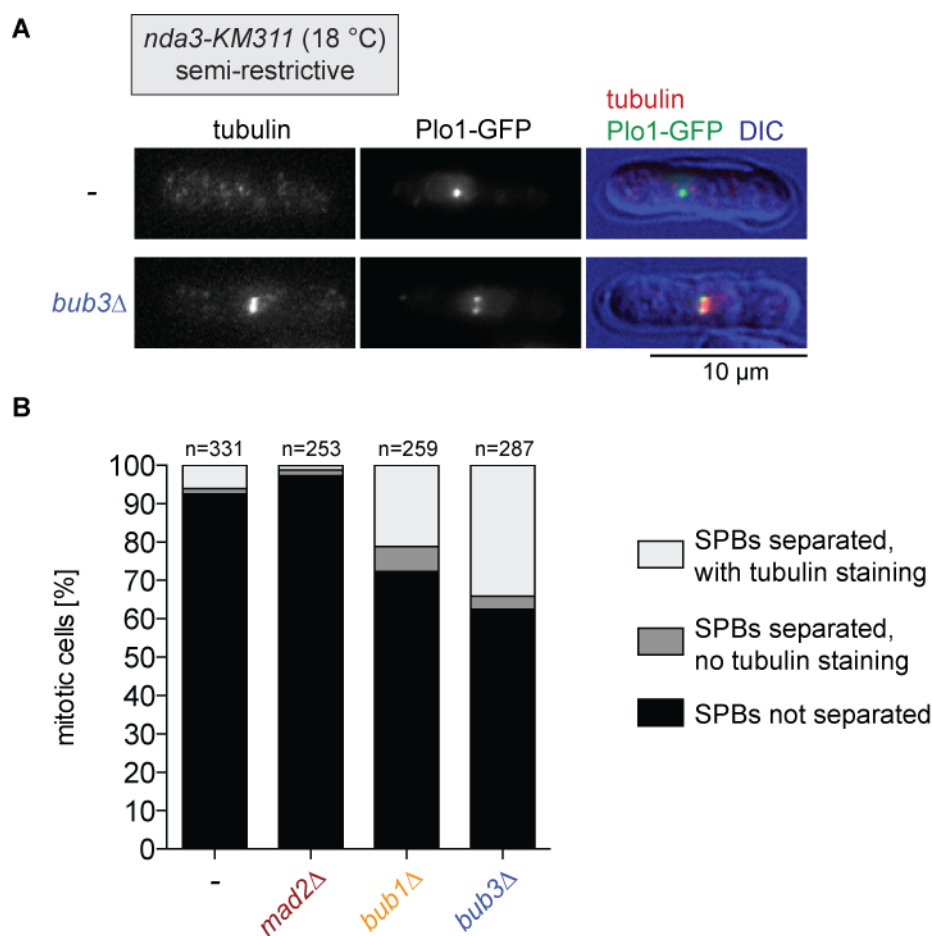 A
nda3-KM311 (18 °C)
semi-restrictive
tubulin
Plo1-GFP
tubulin
Plo1-GFP DIC
-
bub3Δ
10 µm
B
n=331 n=253 n=259 n=287
100
90
80
70
60
50
40
30
20
10
0
mitotic cells [%]
-
mad2Δ
bub1Δ
bub3Δ
SPBs separated,
with tubulin staining
SPBs separated,
no tubulin staining
SPBs not separated